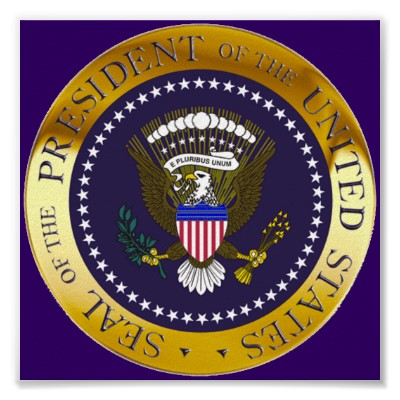 SEAL OF THE PRESIDENT OF THE UNITED STATES
E PLURIBUS UNUM